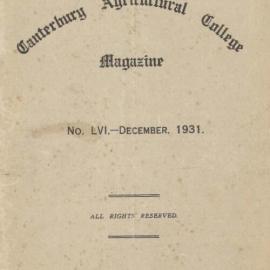 Canterbury Agricultural College
Magazine
No. LVI.—DECEMBER, 1931.
ALL RIGHTS RESERVED.